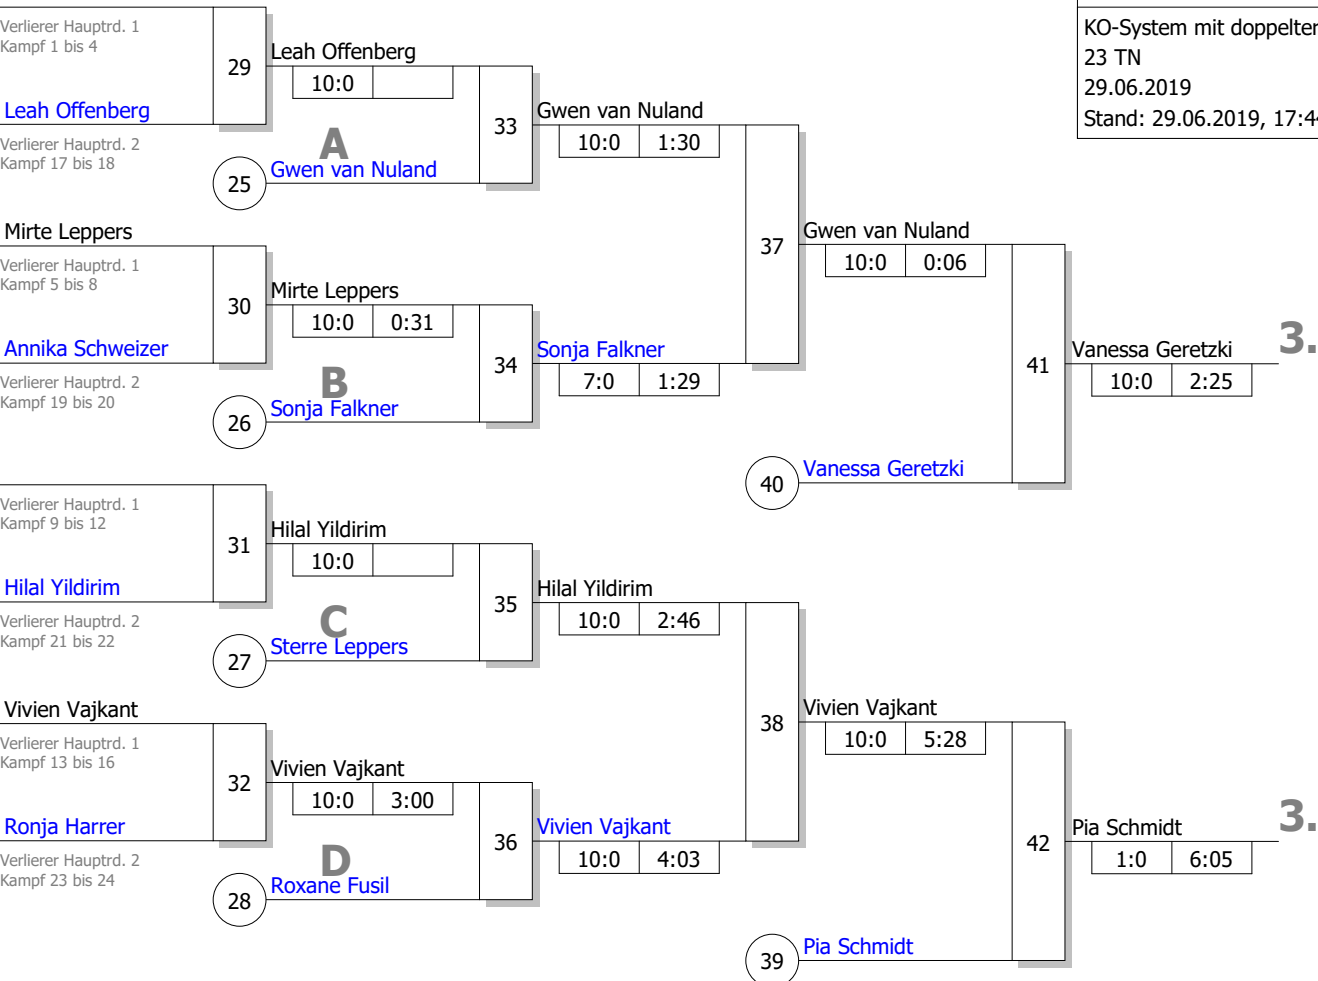 KO-System mit doppelter
23 TN
29.06.2019
Stand: 29.06.2019, 17:44
Verlierer Hauptrd. 1
Kampf 1 bis 4
29
Leah Offenberg
10:0
Leah Offenberg
Verlierer Hauptrd. 2
Kampf 17 bis 18
A
25
Gwen van Nuland
33
Gwen van Nuland
10:0 1:30
Mirte Leppers
Verlierer Hauptrd. 1
Kampf 5 bis 8
30
Mirte Leppers
10:0 0:31
Annika Schweizer
Verlierer Hauptrd. 2
Kampf 19 bis 20
B
26
Sonja Falkner
34
Sonja Falkner
7:0 1:29
37
Gwen van Nuland
10:0 0:06
40
Vanessa Geretzki
41
Vanessa Geretzki
10:0 2:25
3.
Verlierer Hauptrd. 1
Kampf 9 bis 12
31
Hilal Yildirim
10:0
Hilal Yildirim
Verlierer Hauptrd. 2
Kampf 21 bis 22
C
27
Sterre Leppers
35
Hilal Yildirim
10:0 2:46
Vivien Vajkant
Verlierer Hauptrd. 1
Kampf 13 bis 16
32
Vivien Vajkant
10:0 3:00
Ronja Harrer
Verlierer Hauptrd. 2
Kampf 23 bis 24
D
28
Roxane Fusil
36
Vivien Vajkant
10:0 4:03
38
Vivien Vajkant
10:0 5:28
39
Pia Schmidt
42
Pia Schmidt
1:0 6:05
3.